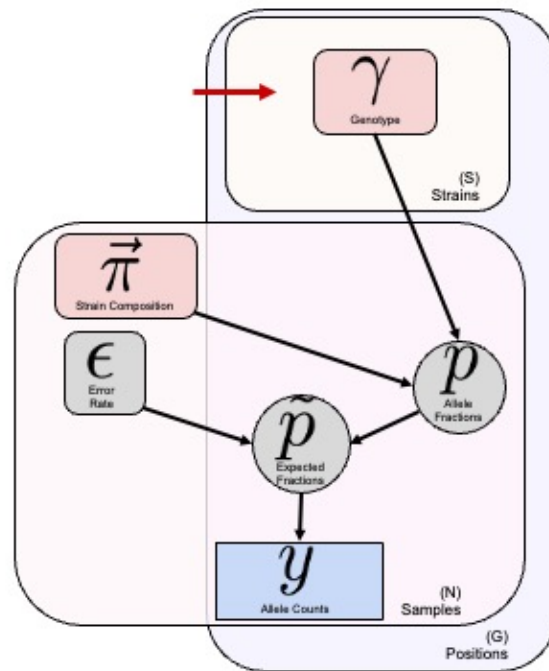 γ
Genotype
(S)
Strains
π⃗
Strain Composition
ϵ
Error
Rate
p
Allele
Fractions
p̃
Expected
Fractions
y
Allele Counts
(N)
Samples
(G)
Positions